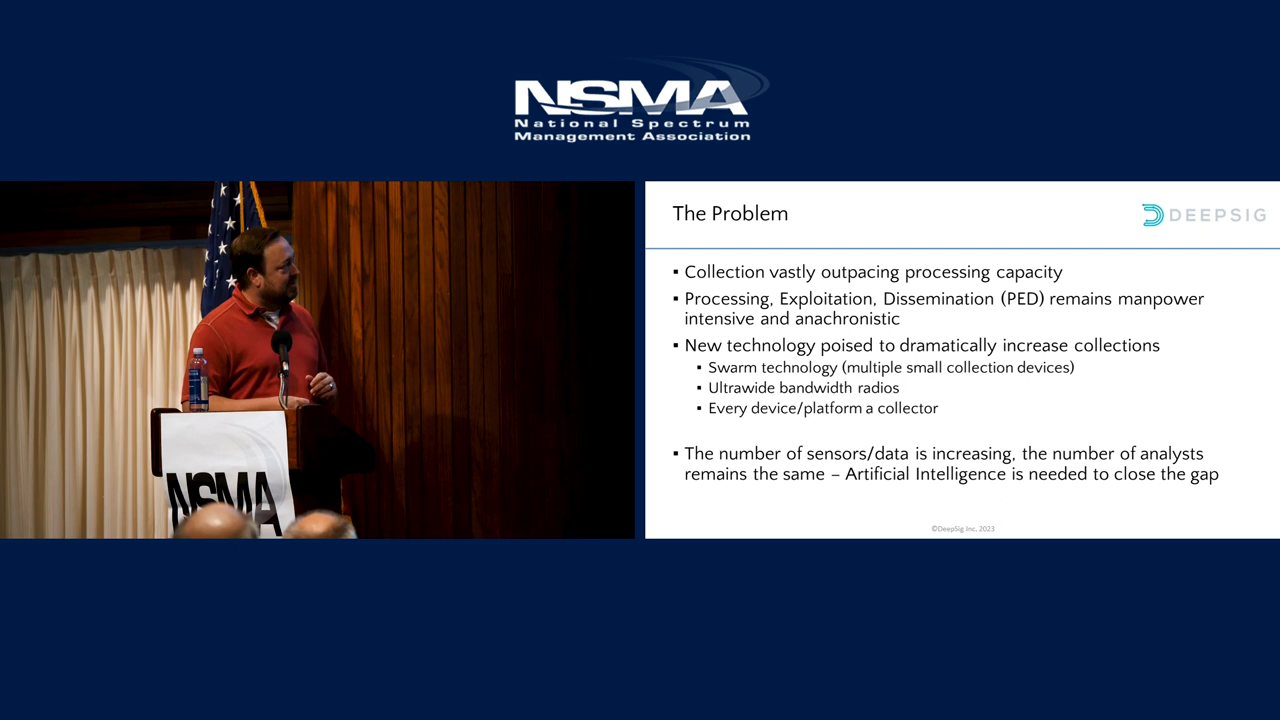 NSMA
National Spectrum
Management Association
NSMA
The Problem
DEEPSIG
▪ Collection vastly outpacing processing capacity
▪ Processing, Exploitation, Dissemination (PED) remains manpower
intensive and anachronistic
▪ New technology poised to dramatically increase collections
▪ Swarm technology (multiple small collection devices)
▪ Ultrawide bandwidth radios
▪ Every device/platform a collector
▪ The number of sensors/data is increasing, the number of analysts
remains the same – Artificial Intelligence is needed to close the gap
©DeepSig Inc. 2023